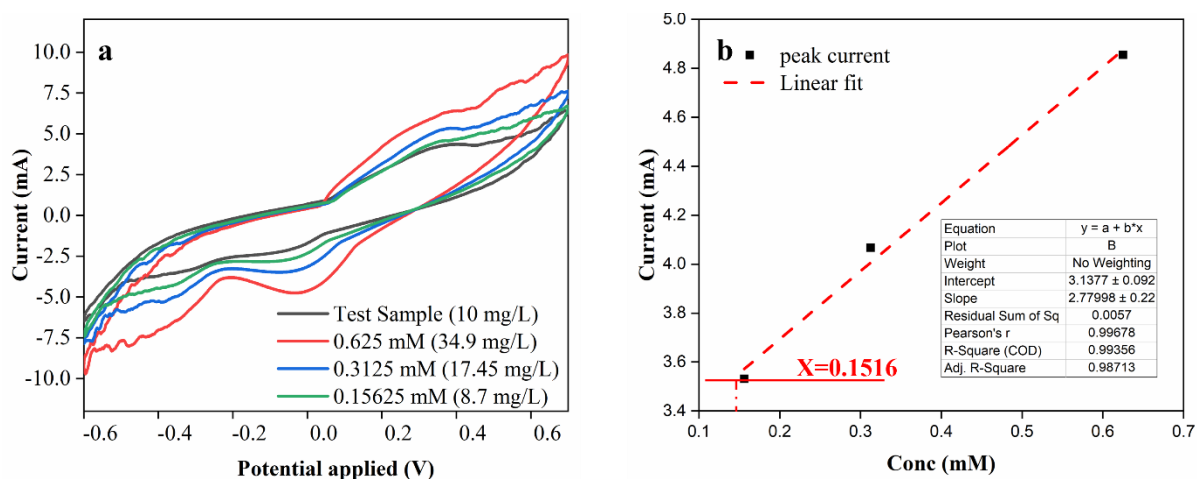 a
10.0
7.5
5.0
2.5
0.0
-2.5
-5.0
-7.5
-10.0
Current (mA)
Test Sample (10 mg/L)
0.625 mM (34.9 mg/L)
0.3125 mM (17.45 mg/L)
0.15625 mM (8.7 mg/L)
-0.6 -0.4 -0.2 0.0 0.2 0.4 0.6
Potential applied (V)
b
peak current
Linear fit
5.0
4.8
4.6
4.4
4.2
4.0
3.8
3.6
3.4
Current (mA)
Equation y = a + b*x
Plot B
Weight No Weighting
Intercept 3.1377 ± 0.092
Slope 2.77998 ± 0.22
Residual Sum of Sq 0.0057
Pearson's r 0.99678
R-Square (COD) 0.99356
Adj. R-Square 0.98713
X=0.1516
0.1 0.2 0.3 0.4 0.5 0.6 0.7
Conc (mM)